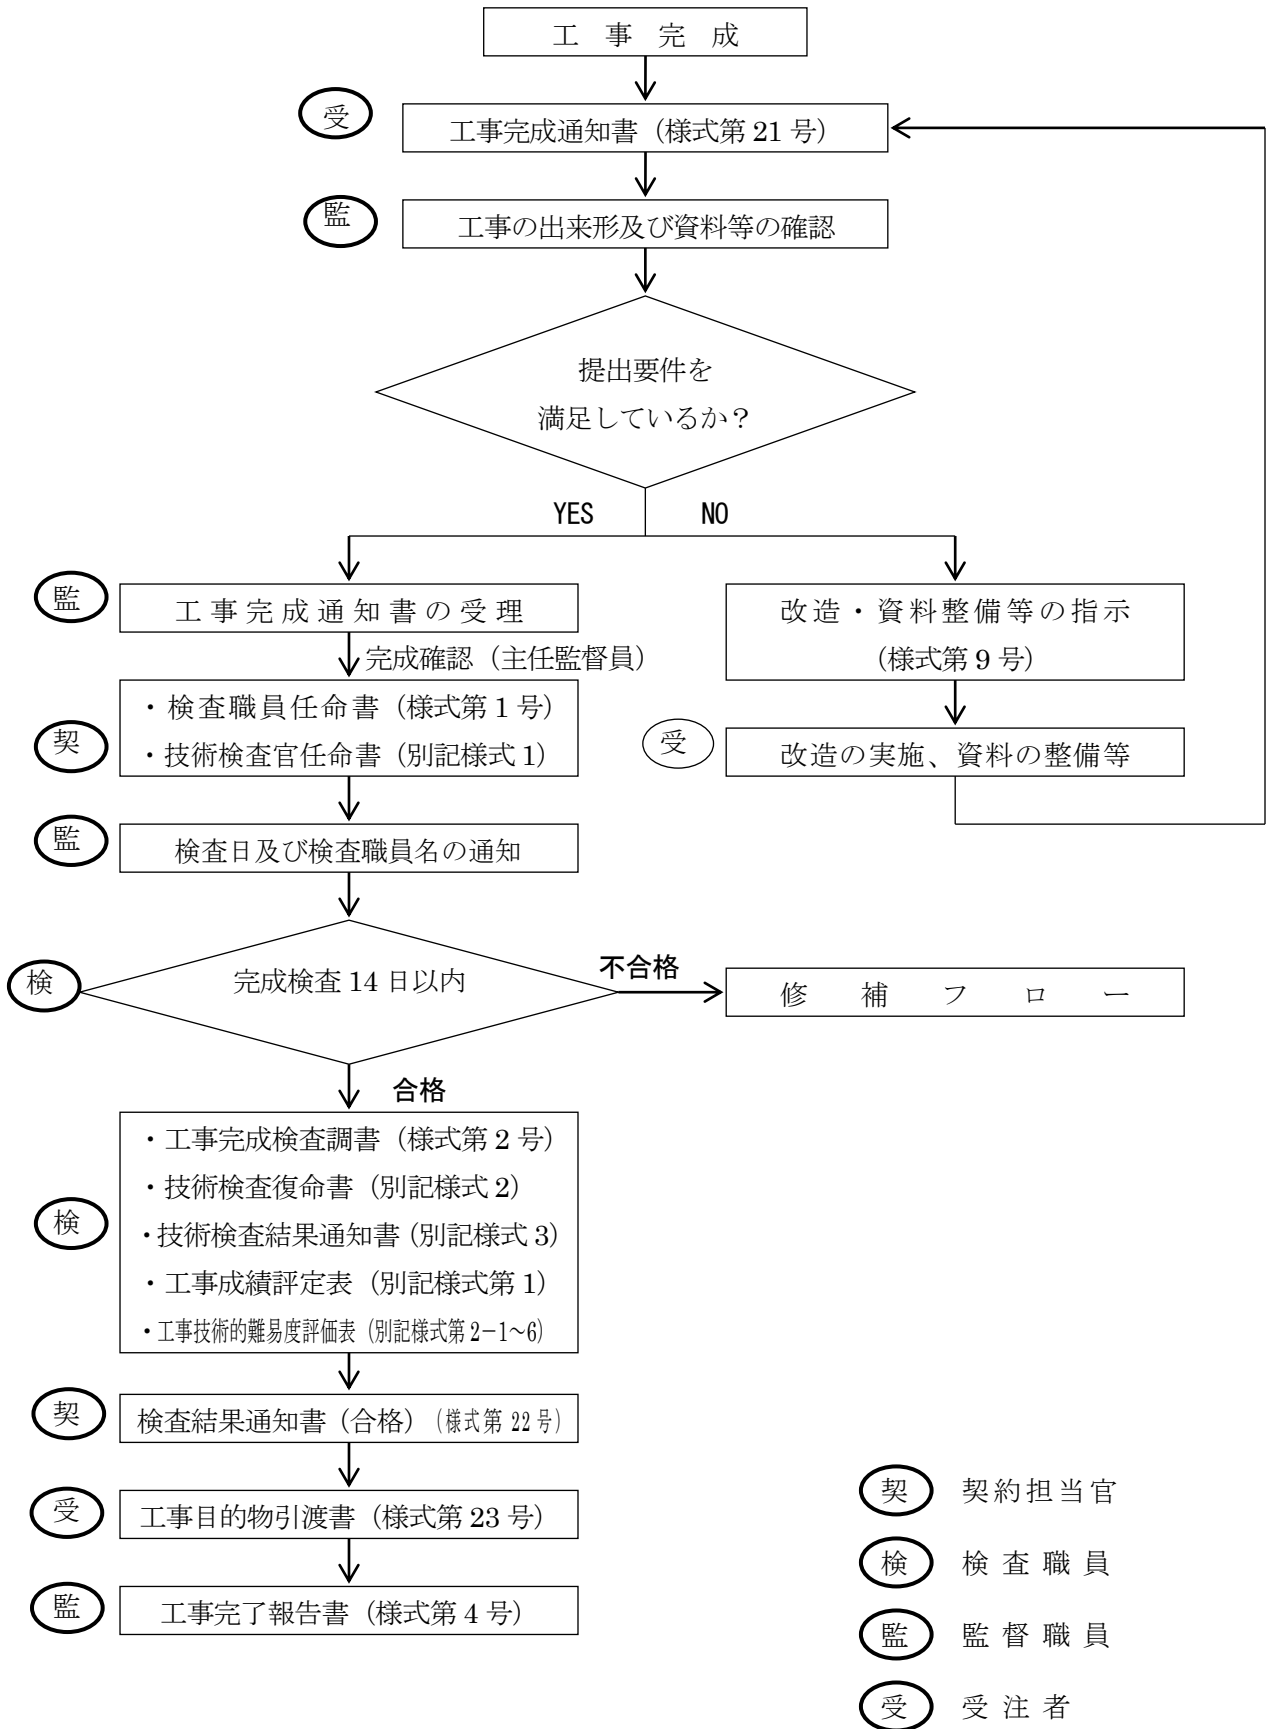 工事完成
受
工事完成通知書（様式第 21 号）
監
工事の出来形及び資料等の確認
提出要件を
満足しているか？
YES
NO
監
工事完成通知書の受理
完成確認（主任監督員）
契
・検査職員任命書（様式第 1 号）
・技術検査官任命書（別記様式 1）
改造・資料整備等の指示
（様式第 9 号）
受
改造の実施、資料の整備等
監
検査日及び検査職員名の通知
検
完成検査 14 日以内
不合格
修補フロー
合格
検
・工事完成検査調書（様式第 2 号）
・技術検査復命書（別記様式 2）
・技術検査結果通知書（別記様式 3）
・工事成績評定表（別記様式第 1）
・工事技術的難易度評価表（別記様式第 2－1～6）
契
検査結果通知書（合格）（様式第 22 号）
受
工事目的物引渡書（様式第 23 号）
監
工事完了報告書（様式第 4 号）
契 契約担当官
検 検査職員
監 監督職員
受 受注者